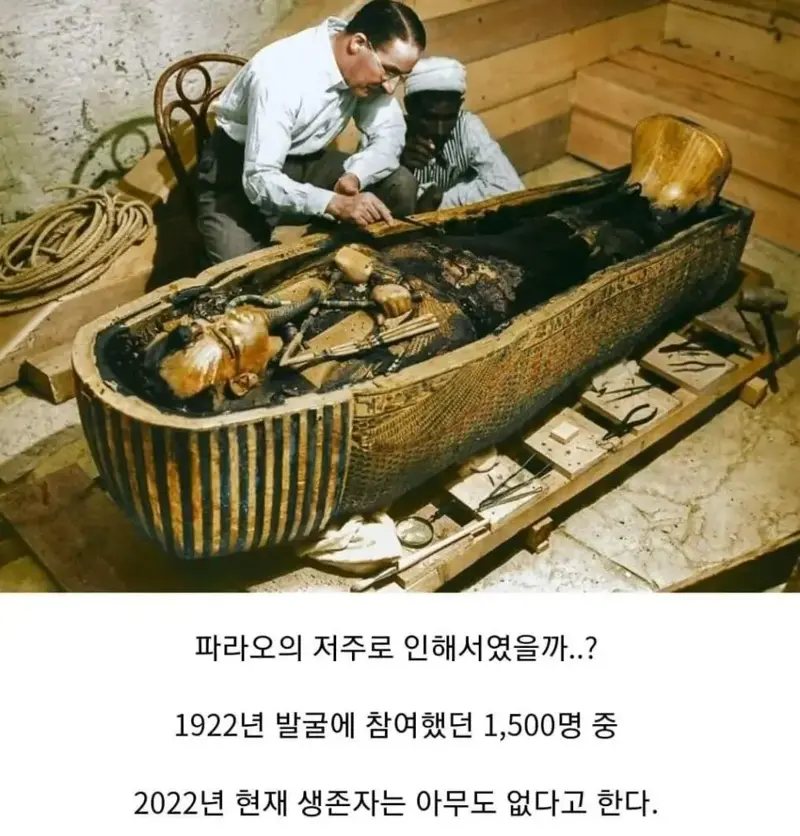 파라오의 저주로 인해서였을까..?
1922년 발굴에 참여했던 1,500명 중
2022년 현재 생존자는 아무도 없다고 한다.